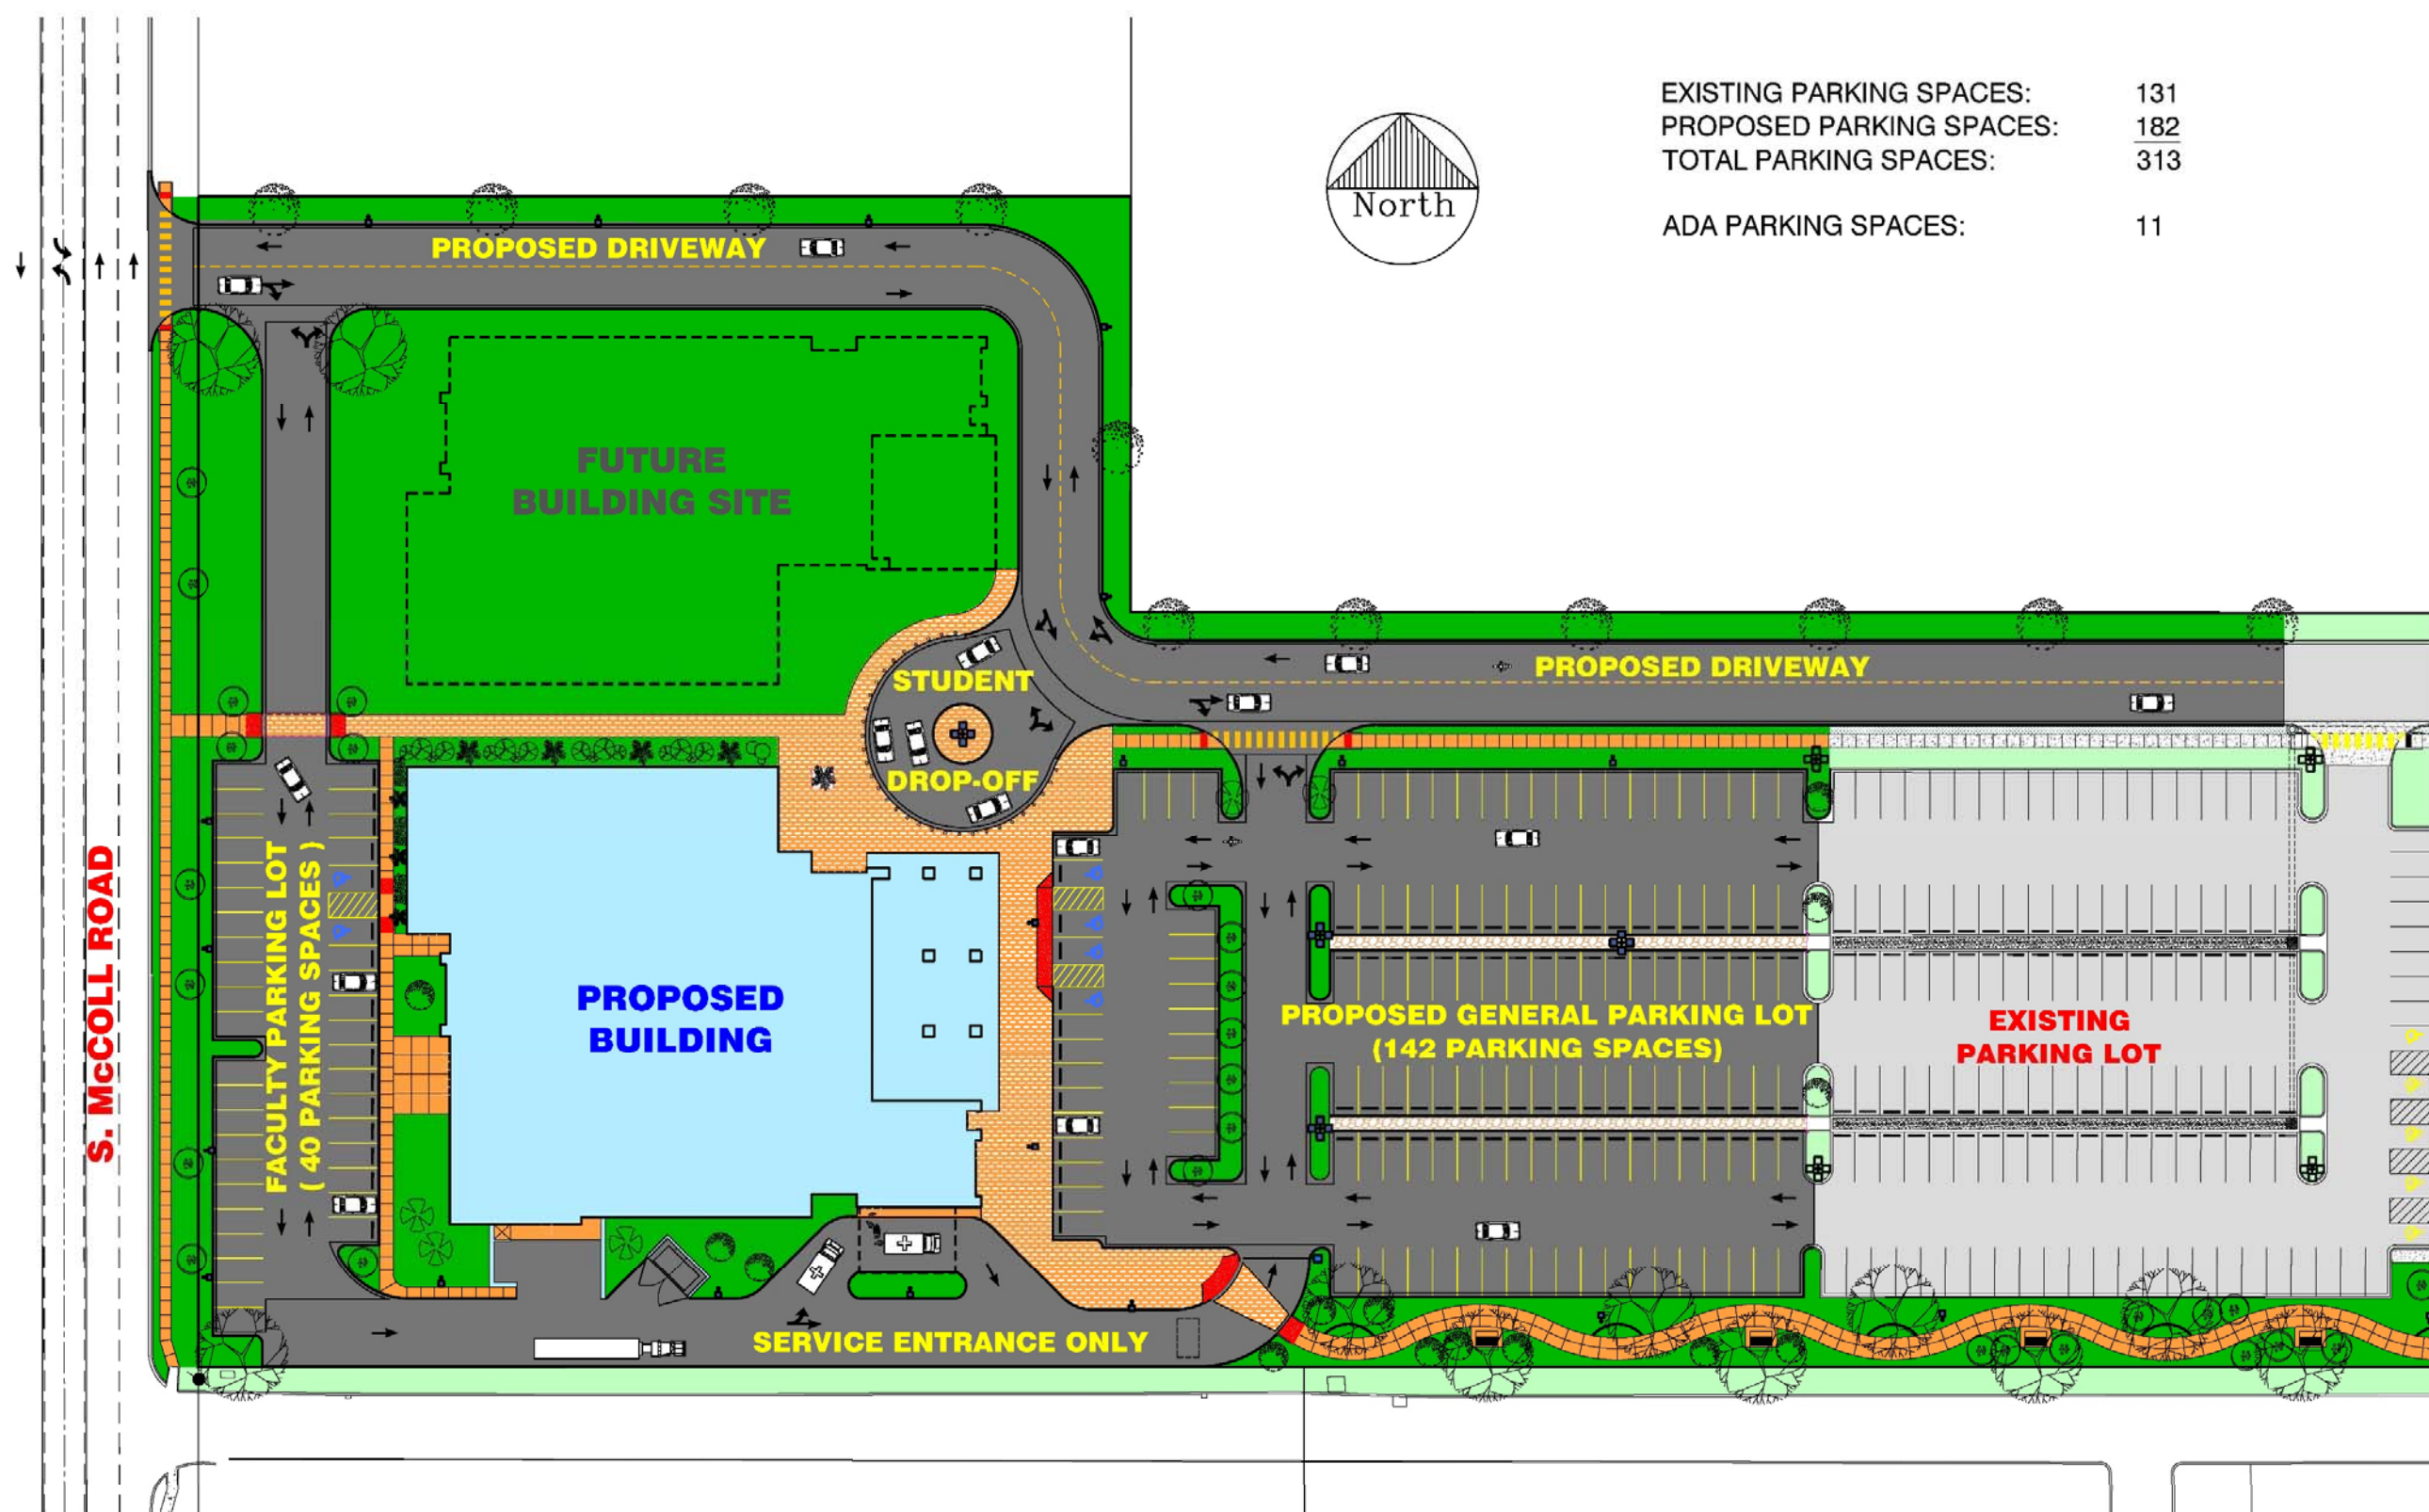 EXISTING PARKING SPACES: 131
PROPOSED PARKING SPACES: 182
TOTAL PARKING SPACES: 313
ADA PARKING SPACES: 11
North
PROPOSED DRIVEWAY
FUTURE
BUILDING SITE
STUDENT
DROP-OFF
PROPOSED DRIVEWAY
S. McCOLL ROAD
FACULTY PARKING LOT
( 40 PARKING SPACES )
PROPOSED
BUILDING
PROPOSED GENERAL PARKING LOT
(142 PARKING SPACES)
EXISTING
PARKING LOT
SERVICE ENTRANCE ONLY